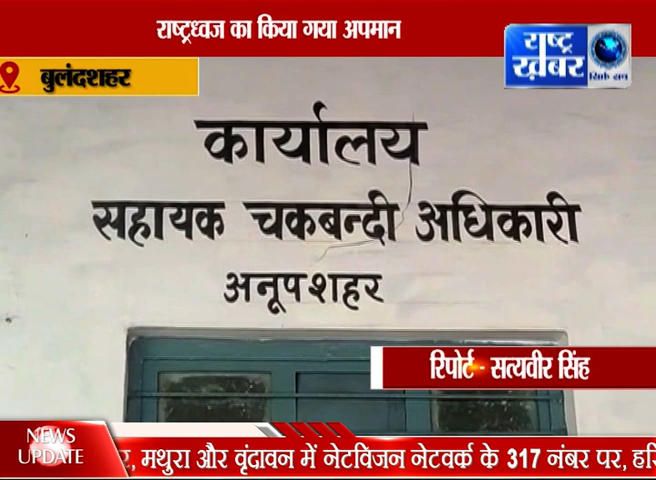 राष्ट्रध्वज का किया गया अपमान
राष्ट्र
ख़बर
सिर्फ सच
बुलंदशहर
कार्यालय
सहायक चकबन्दी अधिकारी
अनूपशहर
रिपोर्ट - सत्यवीर सिंह
NEWS
UPDATE
मथुरा और वृंदावन में नेटविजन नेटवर्क के 317 नंबर पर,